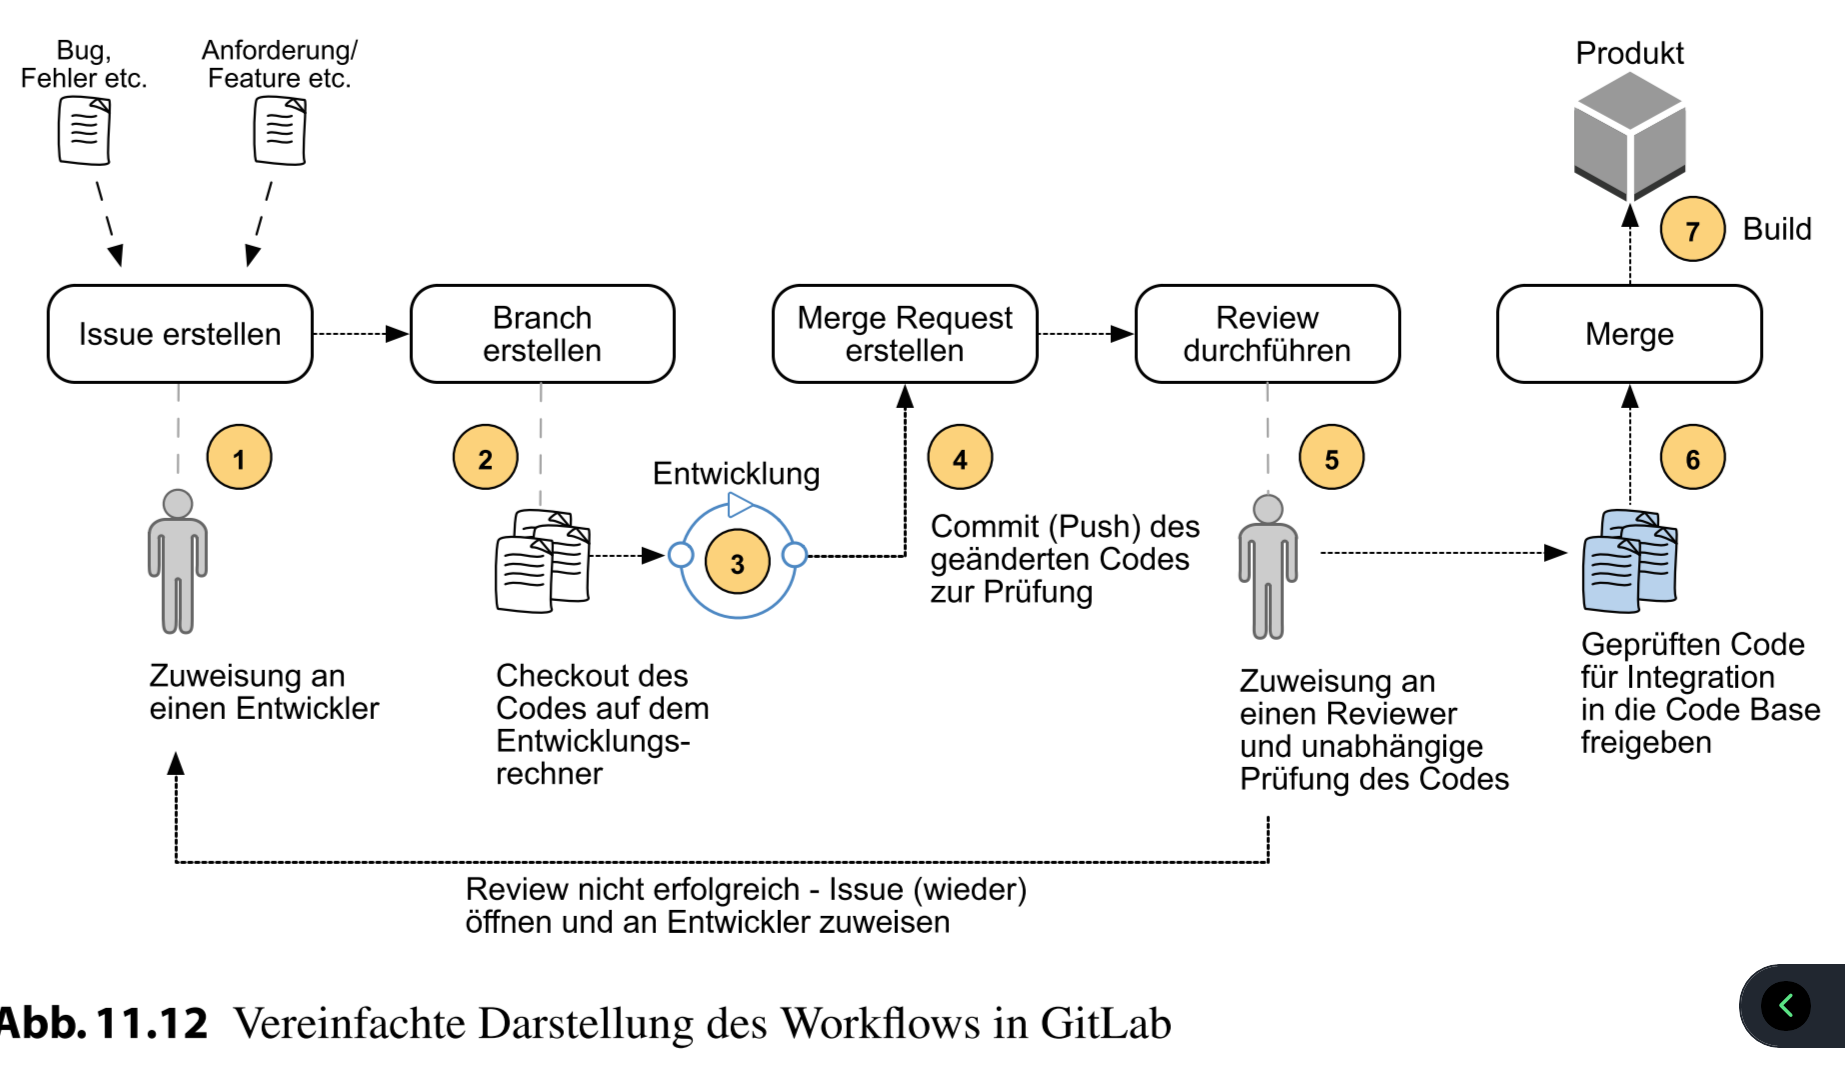 Bug,
Fehler etc.
Anforderung/
Feature etc.
Produkt
7
Build
Issue erstellen
Branch
erstellen
Merge Request
erstellen
Review
durchführen
Merge
1
2
Entwicklung
3
4
5
6
Commit (Push) des
geänderten Codes
zur Prüfung
Zuweisung an
einen Entwickler
Checkout des
Codes auf dem
Entwicklungs-
rechner
Zuweisung an
einen Reviewer
und unabhängige
Prüfung des Codes
Geprüften Code
für Integration
in die Code Base
freigeben
Review nicht erfolgreich - Issue (wieder)
öffnen und an Entwickler zuweisen
Abb. 11.12 Vereinfachte Darstellung des Workflows in GitLab